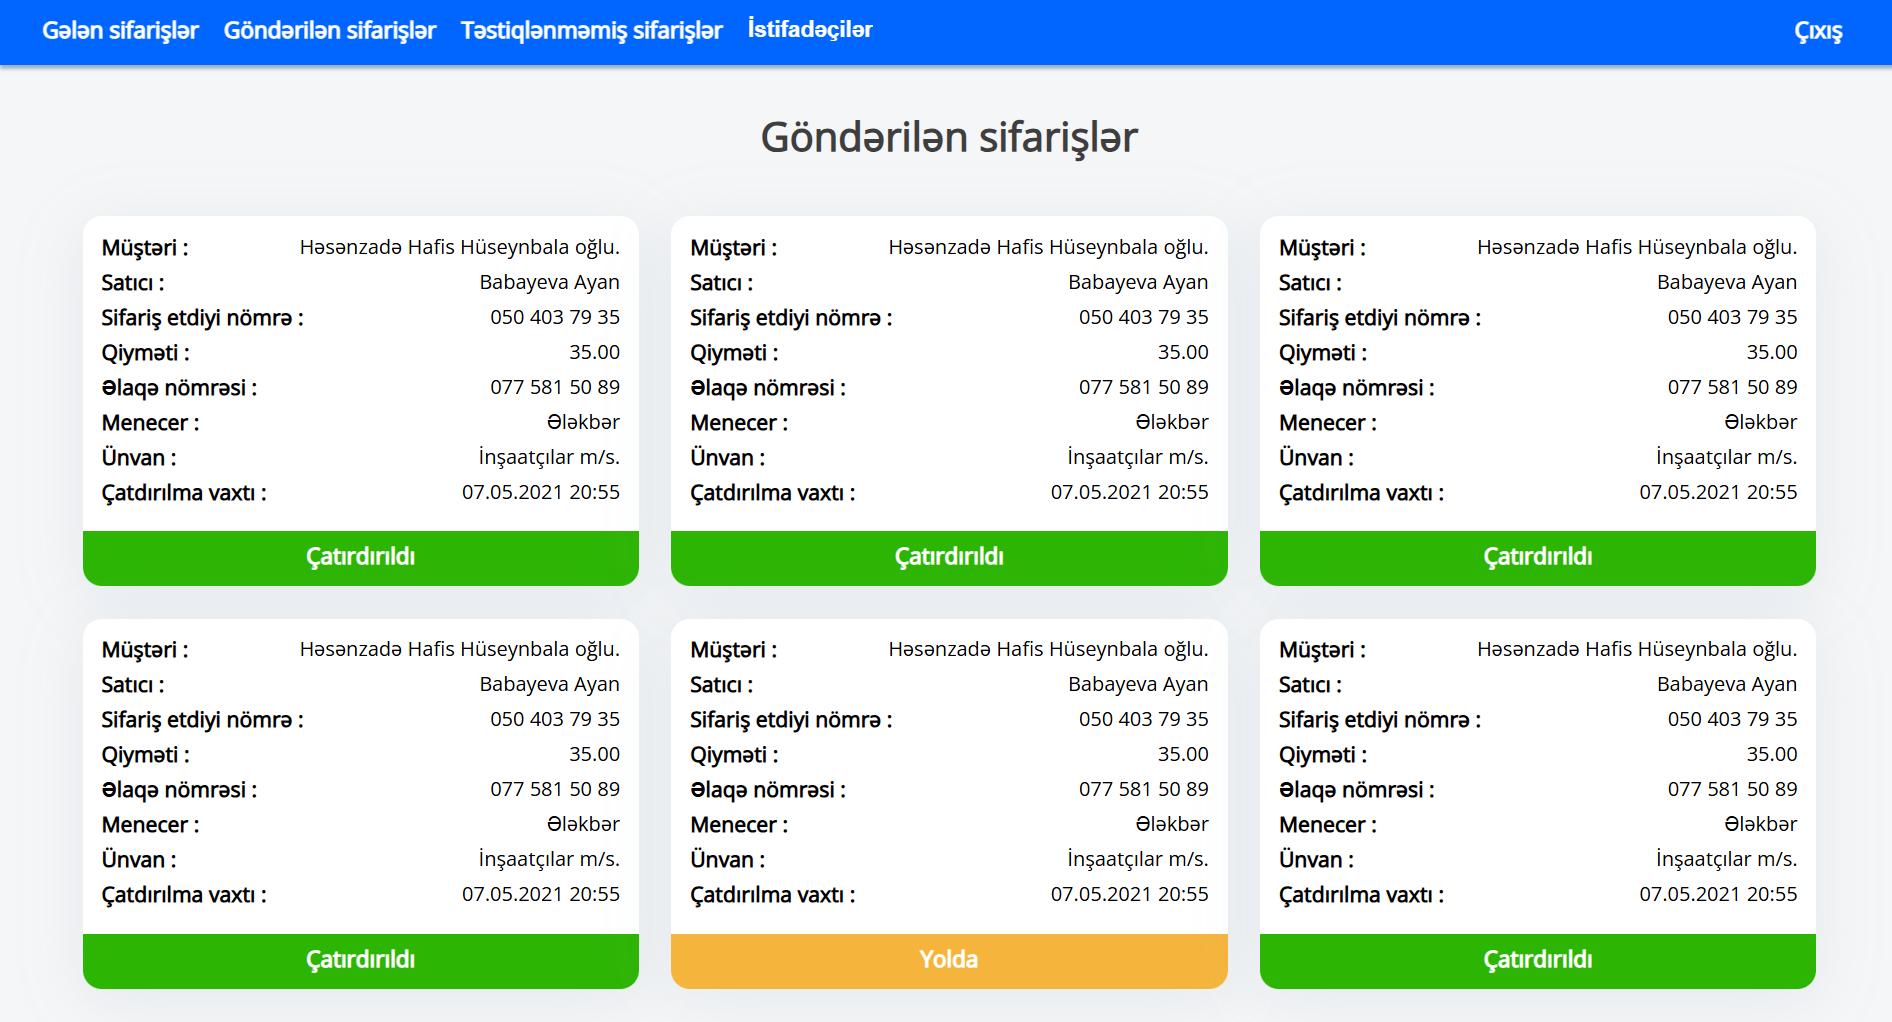 Gələn sifarişlər Göndərilən sifarişlər Təstiqlənməmiş sifarişlər İstifadəçilər Çıxış
Göndərilən sifarişlər
Müştəri : Həsənzadə Hafis Hüseynbala oğlu.
Satıcı : Babayeva Ayan
Sifariş etdiyi nömrə : 050 403 79 35
Qiyməti : 35.00
Əlaqə nömrəsi : 077 581 50 89
Menecer : Ələkbər
Ünvan : İnşaatçılar m/s.
Çatdırılma vaxtı : 07.05.2021 20:55
Çatırdırıldı
Müştəri : Həsənzadə Hafis Hüseynbala oğlu.
Satıcı : Babayeva Ayan
Sifariş etdiyi nömrə : 050 403 79 35
Qiyməti : 35.00
Əlaqə nömrəsi : 077 581 50 89
Menecer : Ələkbər
Ünvan : İnşaatçılar m/s.
Çatdırılma vaxtı : 07.05.2021 20:55
Çatırdırıldı
Müştəri : Həsənzadə Hafis Hüseynbala oğlu.
Satıcı : Babayeva Ayan
Sifariş etdiyi nömrə : 050 403 79 35
Qiyməti : 35.00
Əlaqə nömrəsi : 077 581 50 89
Menecer : Ələkbər
Ünvan : İnşaatçılar m/s.
Çatdırılma vaxtı : 07.05.2021 20:55
Çatırdırıldı
Müştəri : Həsənzadə Hafis Hüseynbala oğlu.
Satıcı : Babayeva Ayan
Sifariş etdiyi nömrə : 050 403 79 35
Qiyməti : 35.00
Əlaqə nömrəsi : 077 581 50 89
Menecer : Ələkbər
Ünvan : İnşaatçılar m/s.
Çatdırılma vaxtı : 07.05.2021 20:55
Çatırdırıldı
Müştəri : Həsənzadə Hafis Hüseynbala oğlu.
Satıcı : Babayeva Ayan
Sifariş etdiyi nömrə : 050 403 79 35
Qiyməti : 35.00
Əlaqə nömrəsi : 077 581 50 89
Menecer : Ələkbər
Ünvan : İnşaatçılar m/s.
Çatdırılma vaxtı : 07.05.2021 20:55
Yolda
Müştəri : Həsənzadə Hafis Hüseynbala oğlu.
Satıcı : Babayeva Ayan
Sifariş etdiyi nömrə : 050 403 79 35
Qiyməti : 35.00
Əlaqə nömrəsi : 077 581 50 89
Menecer : Ələkbər
Ünvan : İnşaatçılar m/s.
Çatdırılma vaxtı : 07.05.2021 20:55
Çatırdırıldı